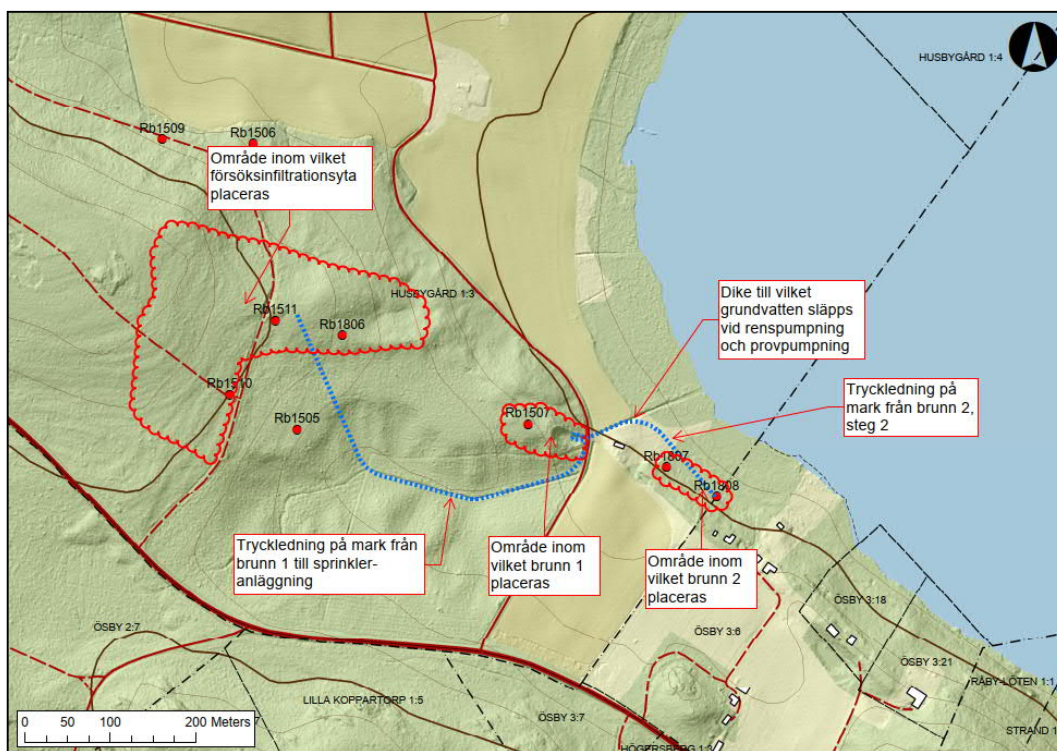 HUSBYGÅRD 1:4
Rb1509
Rb1506
Område inom vilket
försöksinfiltrationsyta
placeras
HUSBYGÅRD 1:3
Rb1511
Rb1806
Dike till vilket
grundvatten släpps
vid renspumpning
och provpumpning
Tryckledning på
mark från brunn 2,
steg 2
Rb1510
Rb1505
Rb1507
Rb1807
Rb1808
Tryckledning på mark från
brunn 1 till sprinkler-
anläggning
Område inom
vilket brunn 1
placeras
Område inom
vilket brunn 2
placeras
ÖSBY 3:18
ÖSBY 2:7
ÖSBY 3:6
ÖSBY 3:21
RÅBY-LÖTEN 1:1
LILLA KOPPARTORP 1:5
ÖSBY 3:7
STRAND 1
HÖGERSBERG 1:3
0 50 100 200 Meters